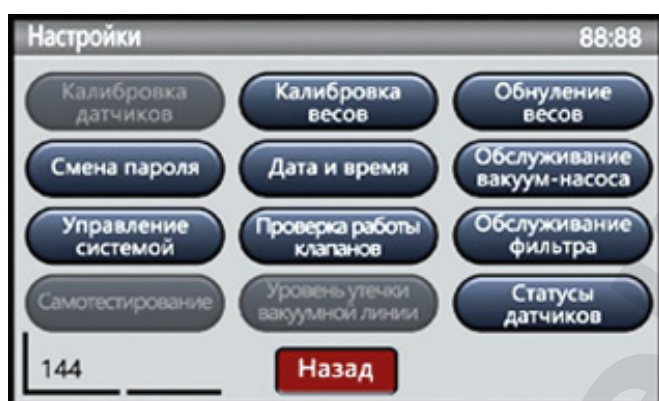 Настройки 88:88
Калибровка датчиков
Калибровка весов
Обнуление весов
Смена пароля
Дата и время
Обслуживание вакуум-насоса
Управление системой
Проверка работы клапанов
Обслуживание фильтра
Самотестирование
Уровень утечки вакуумной линии
Статусы датчиков
144
Назад